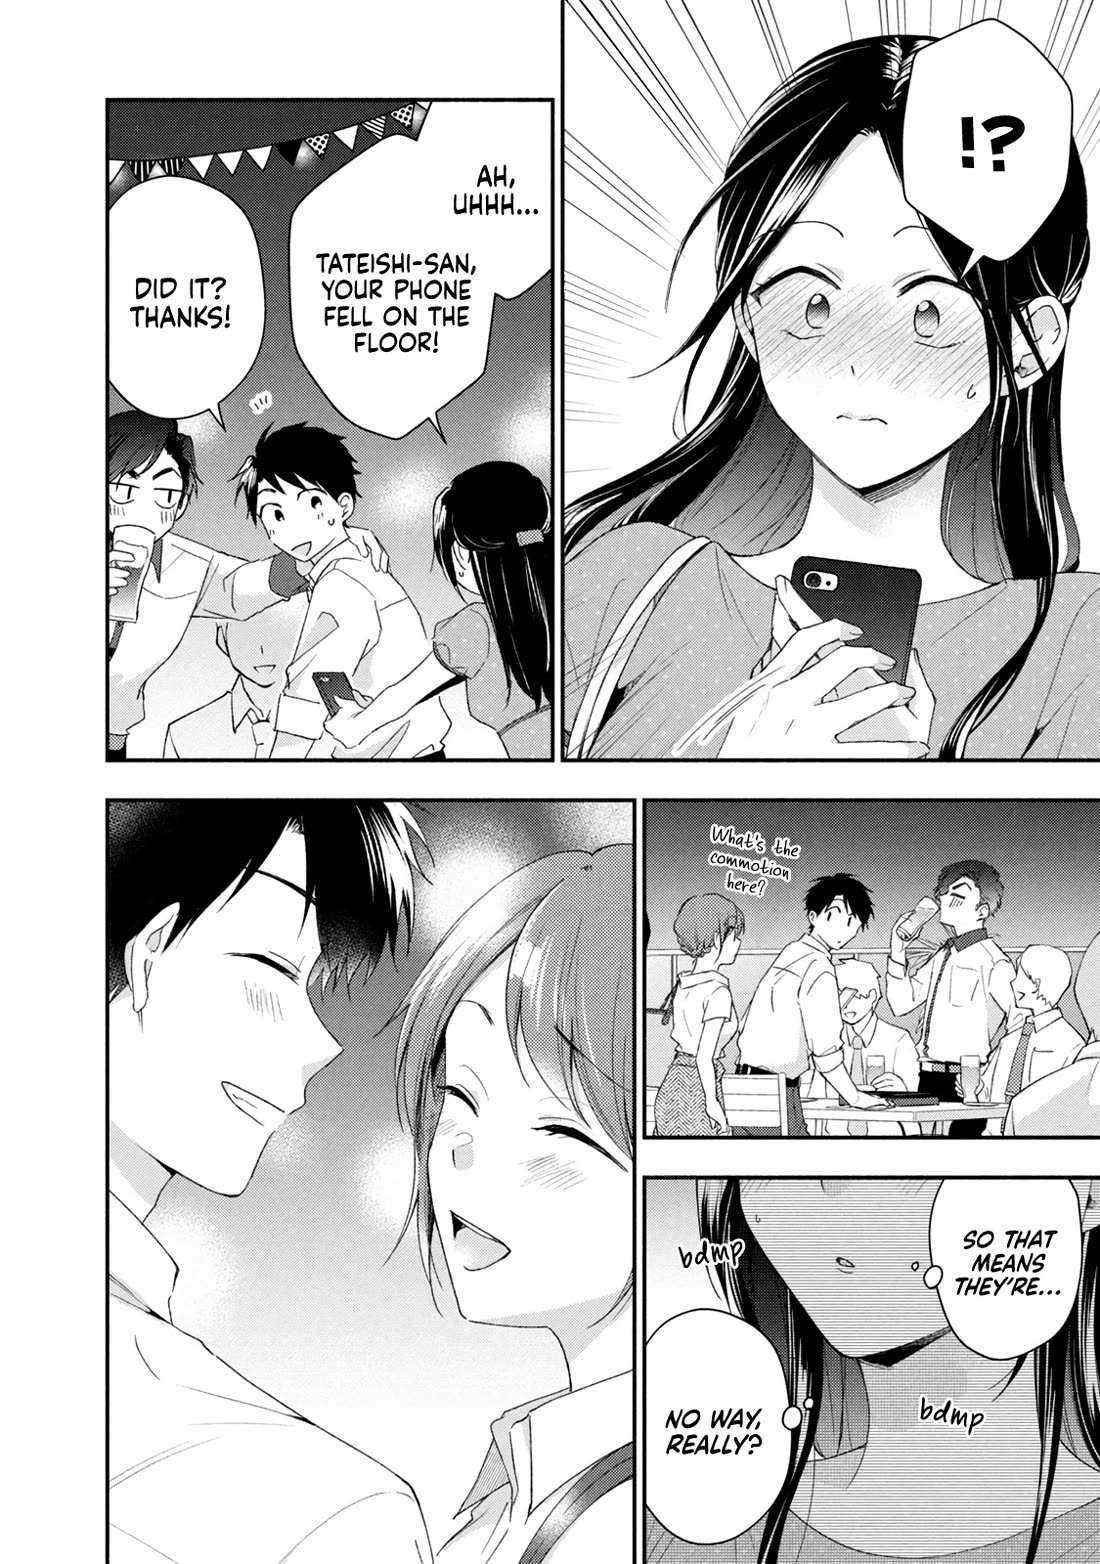 !?
AH,
UHHH...
TATEISHI-SAN,
YOUR PHONE
FELL ON THE
FLOOR!
DID IT?
THANKS!
What's the
commotion
here?
SO THAT
MEANS
THEY'RE...
bdmp
bdmp
NO WAY,
REALLY?